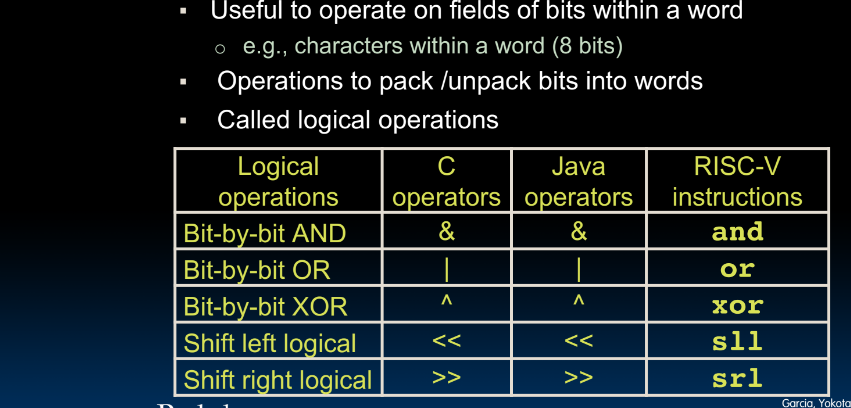 ▪ Useful to operate on fields of bits within a word
○ e.g., characters within a word (8 bits)
▪ Operations to pack /unpack bits into words
▪ Called logical operations
Logical operations C operators Java operators RISC-V instructions
Bit-by-bit AND & & and
Bit-by-bit OR | | or
Bit-by-bit XOR ^ ^ xor
Shift left logical << << sll
Shift right logical >> >> srl
Garcia, Yokota